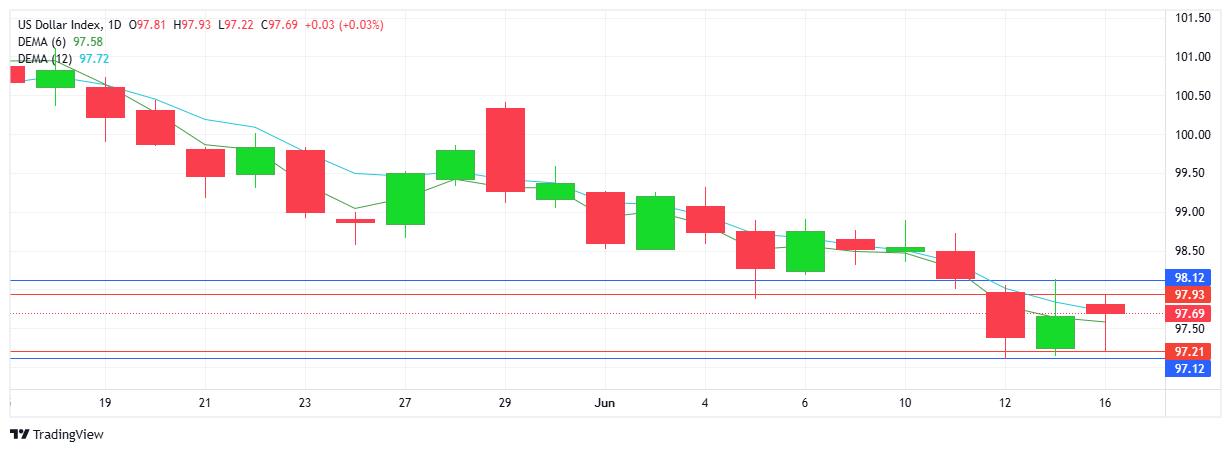 US Dollar Index, 1D O97.81 H97.93 L97.22 C97.69 +0.03 (+0.03%)
DEMA (6) 97.58
DEMA (12) 97.72
101.50
101.00
100.50
100.00
99.50
99.00
98.50
98.12
97.93
97.69
97.50
97.21
97.12
19 21 23 27 29 Jun 4 6 10 12 16
TradingView